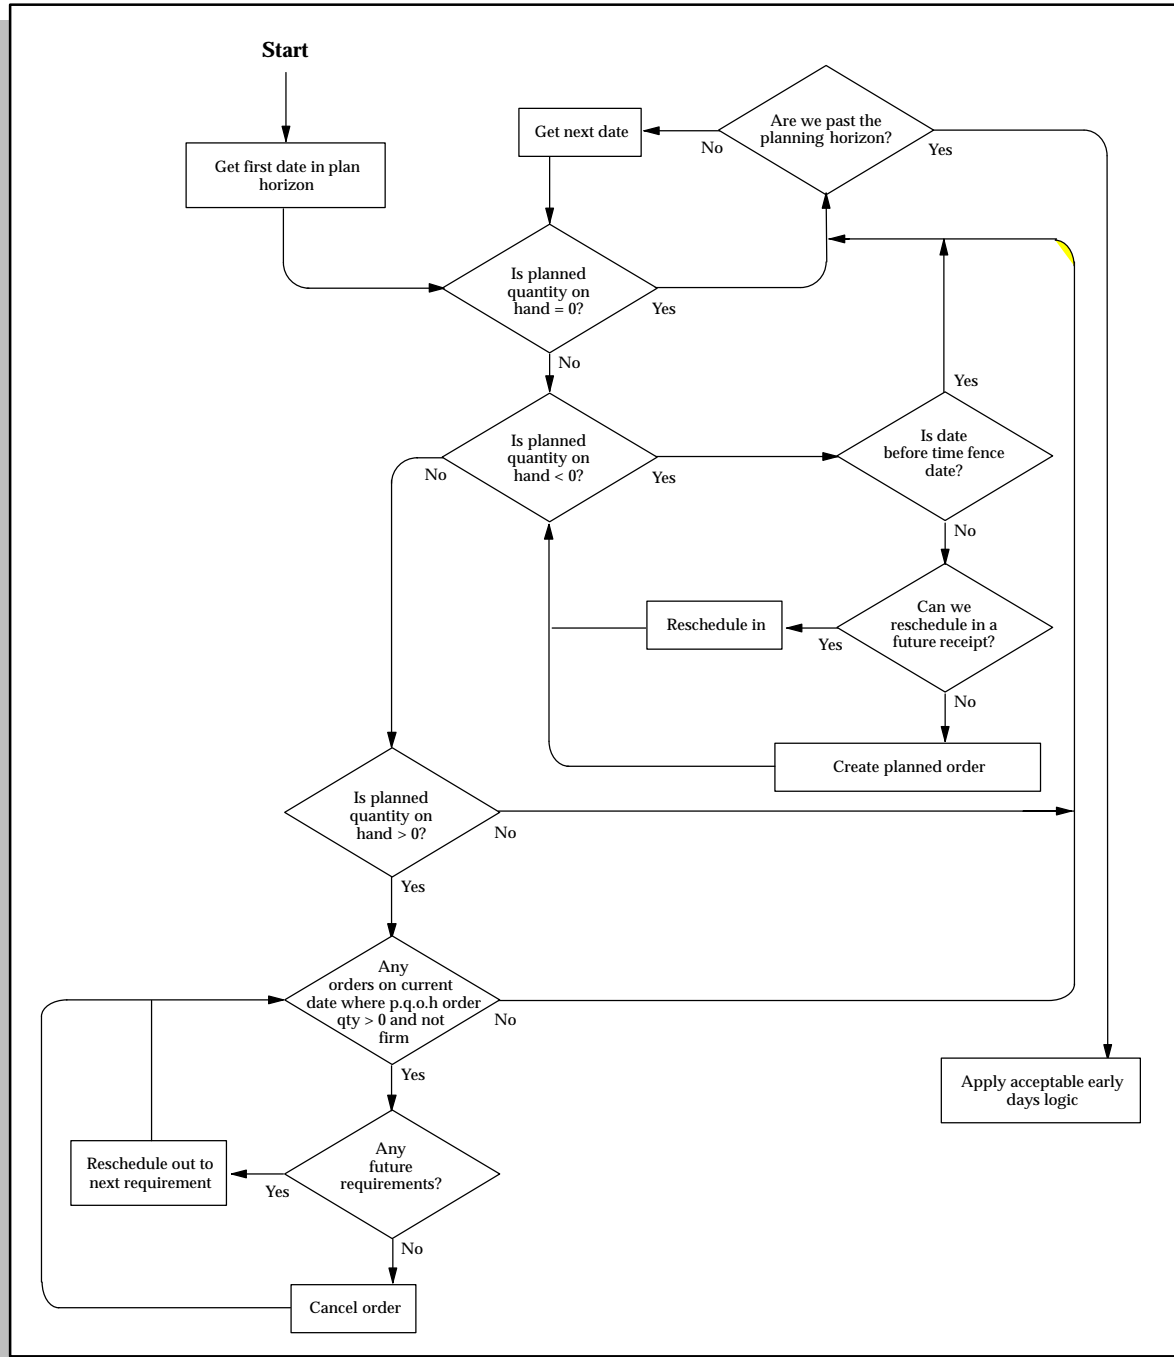 Start
Are we past the
planning horizon?
Get next date
No
Yes
Get first date in plan
horizon
Is planned
quantity on
hand = 0?
Yes
No
Yes
Is planned
quantity on
hand < 0?
No
Yes
Is date
before time fence
date?
No
Can we
reschedule in a
future receipt?
Reschedule in
Yes
No
Create planned order
Is planned
quantity on
hand > 0?
No
Yes
Any
orders on current
date where p.q.o.h order
qty > 0 and not
firm
No
Yes
Apply acceptable early
days logic
Any
future
requirements?
Reschedule out to
next requirement
Yes
No
Cancel order